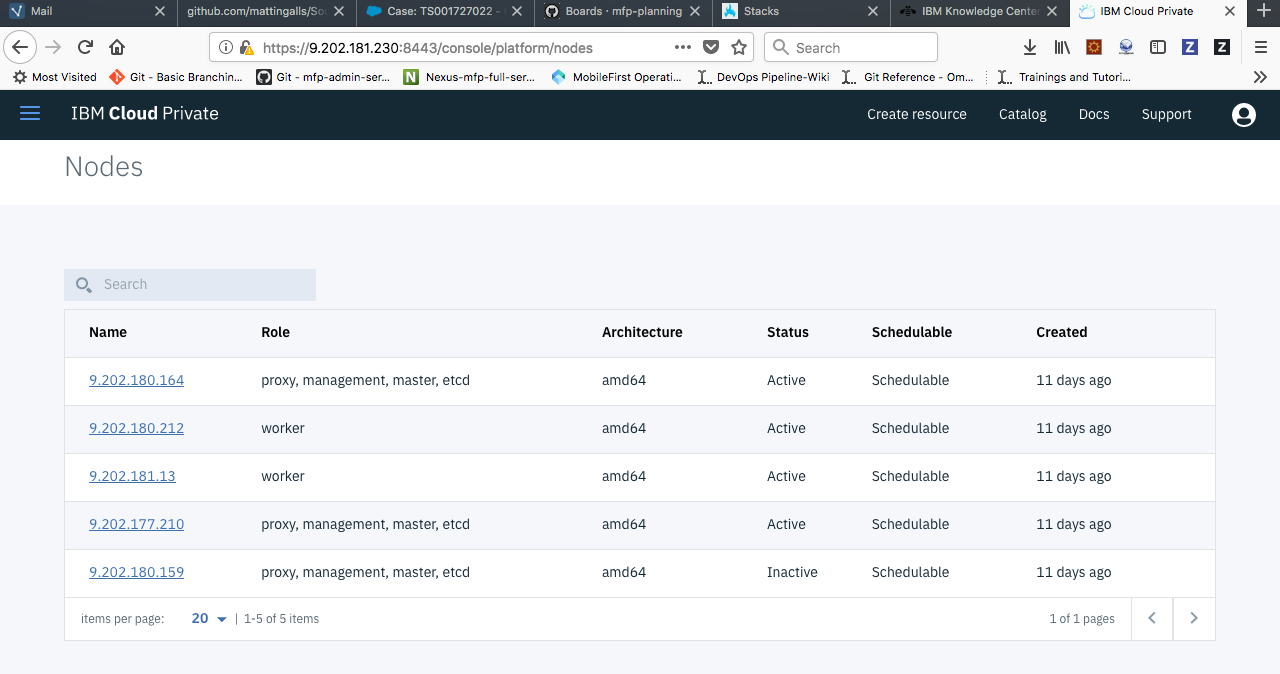 Mail github.com/mattingalls/Sou Case: TS001727022 - Boards · mfp-planning Stacks IBM Knowledge Center IBM Cloud Private
https://9.202.181.230:8443/console/platform/nodes Search
Most Visited Git - Basic Branchin... Git - mfp-admin-ser... Nexus-mfp-full-ser... MobileFirst Operati... DevOps Pipeline-Wiki Git Reference - Om... Trainings and Tutori...
IBM Cloud Private Create resource Catalog Docs Support
Nodes
Search
Name Role Architecture Status Schedulable Created
9.202.180.164 proxy, management, master, etcd amd64 Active Schedulable 11 days ago
9.202.180.212 worker amd64 Active Schedulable 11 days ago
9.202.181.13 worker amd64 Active Schedulable 11 days ago
9.202.177.210 proxy, management, master, etcd amd64 Active Schedulable 11 days ago
9.202.180.159 proxy, management, master, etcd amd64 Inactive Schedulable 11 days ago
items per page: 20 | 1-5 of 5 items 1 of 1 pages